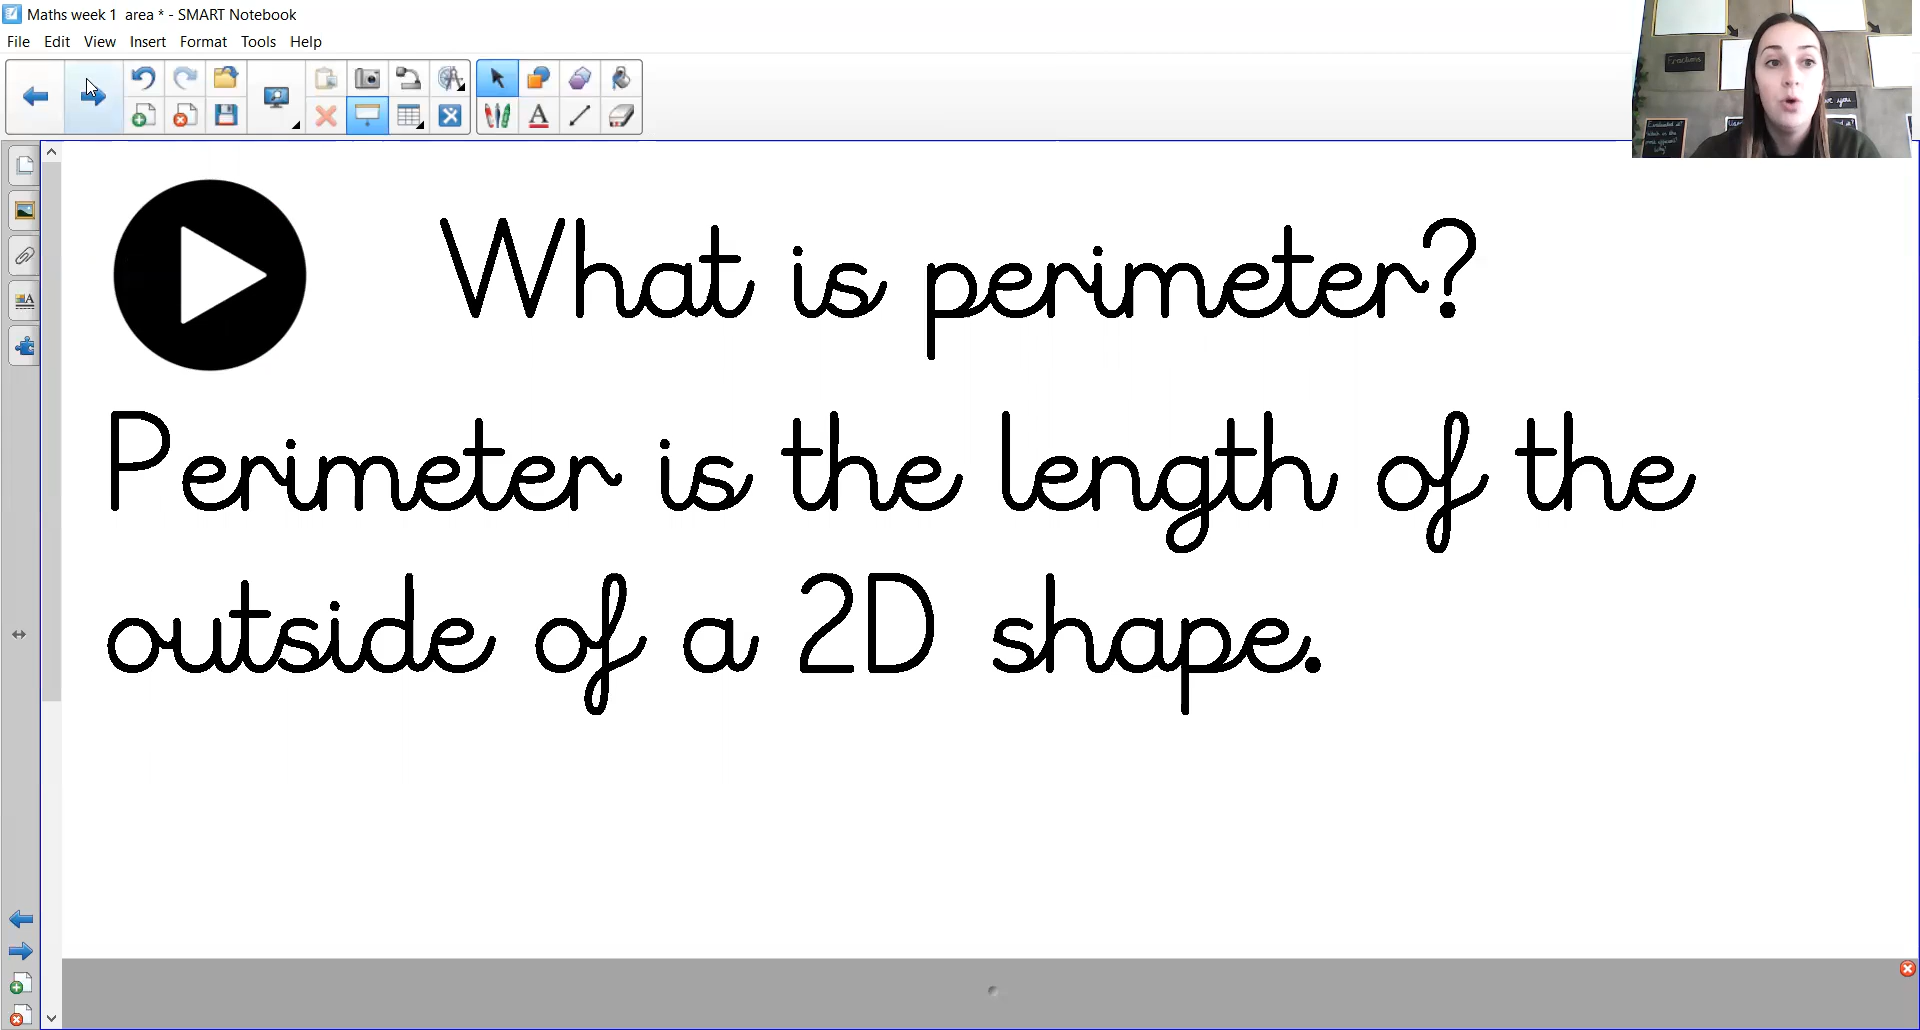 Maths week 1 area * - SMART Notebook
File Edit View Insert Format Tools Help
Fractions
What is perimeter?
Perimeter is the length of the
outside of a 2D shape.